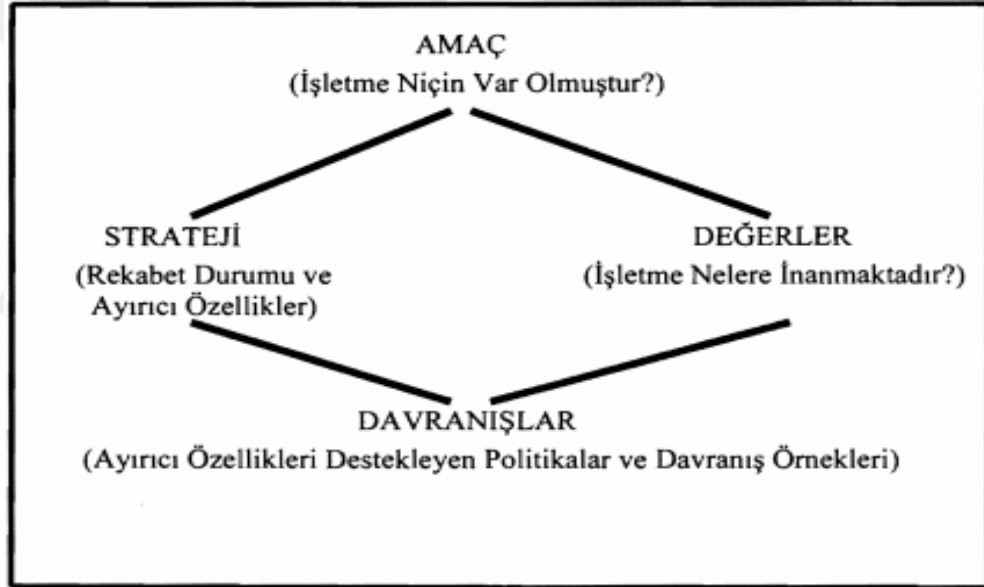 AMAÇ
(İşletme Niçin Var Olmuştur?)
STRATEJİ
(Rekabet Durumu ve
Ayırıcı Özellikler)
DEĞERLER
(İşletme Nelere İnanmaktadır?)
DAVRANIŞLAR
(Ayırıcı Özellikleri Destekleyen Politikalar ve Davranış Örnekleri)